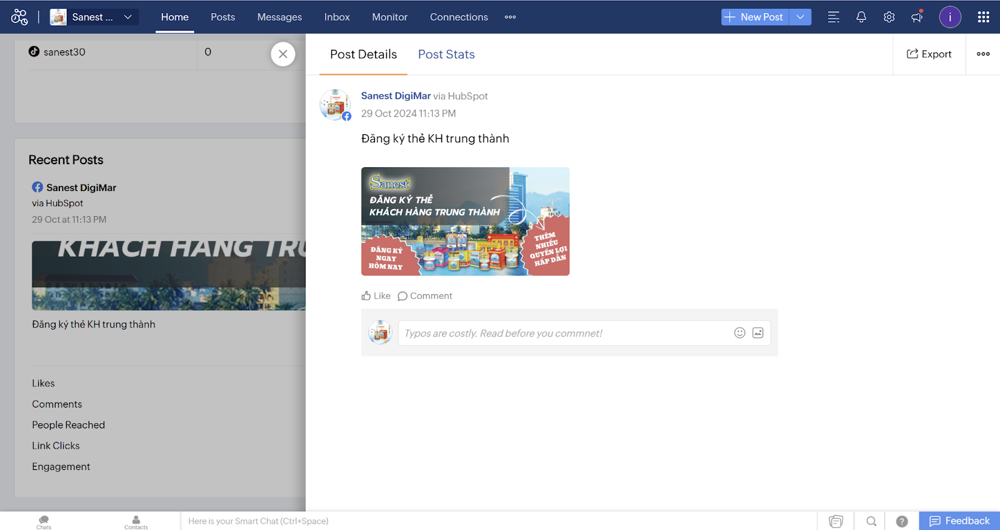 Sanest ...
Home
Posts
Messages
Inbox
Monitor
Connections
New Post
i
sanest30
0
Post Details
Post Stats
Export
Sanest DigiMar via HubSpot
29 Oct 2024 11:13 PM
Đăng ký thẻ KH trung thành
Sanest
ĐĂNG KÝ THẺ
KHÁCH HÀNG TRUNG THÀNH
ĐĂNG KÝ
NGAY
HÔM NAY
THÊM
NHIỀU
QUYỀN LỢI
HẤP DẪN
Like
Comment
Typos are costly. Read before you commnet!
Recent Posts
Sanest DigiMar
via HubSpot
29 Oct at 11:13 PM
KHÁCH HÀNG TRU
Đăng ký thẻ KH trung thành
Likes
Comments
People Reached
Link Clicks
Engagement
Chats
Contacts
Here is your Smart Chat (Ctrl+Space)
Feedback